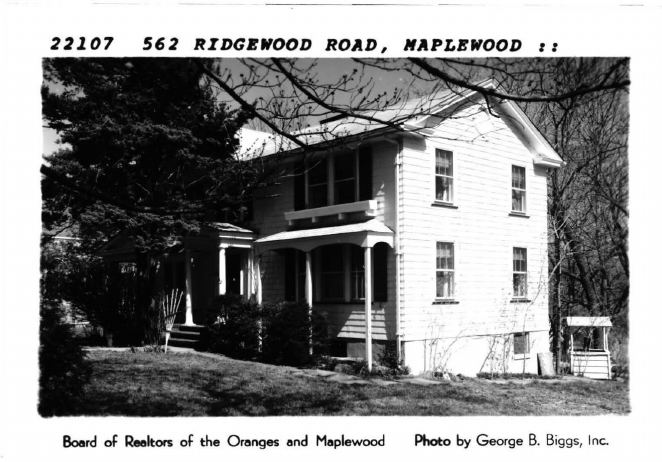 22107 562 RIDGEWOOD ROAD, MAPLEWOOD ::
Board of Realtors of the Oranges and Maplewood Photo by George B. Biggs, Inc.